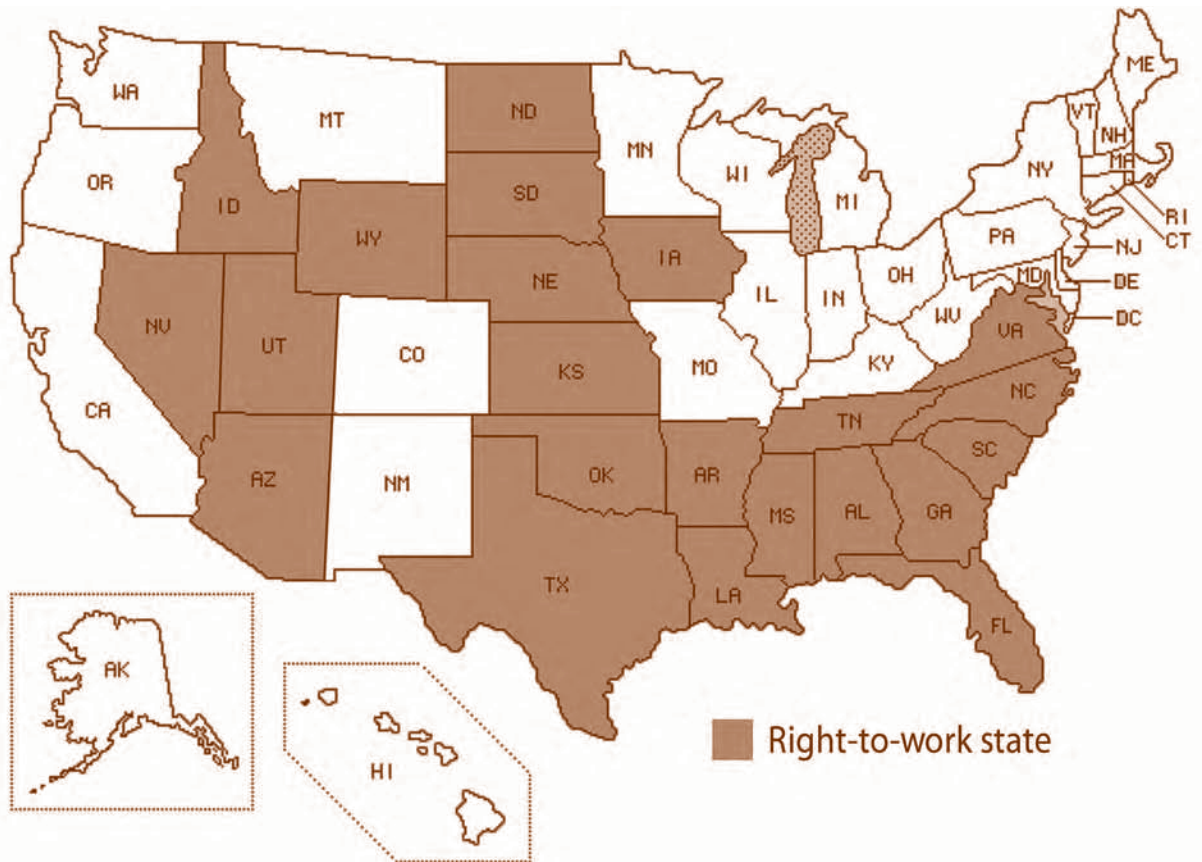 WA
MT
ND
MN
ME
VT
NH
MA
NY
OR
ID
SD
WI
MI
RI
CT
WY
PA
NJ
IA
NE
OH
MD
DE
IL
IN
NV
WV
DC
UT
CO
VA
KS
MO
KY
CA
NC
TN
SC
AZ
NM
OK
AR
MS
AL
GA
TX
LA
FL
AK
HI
Right-to-work state